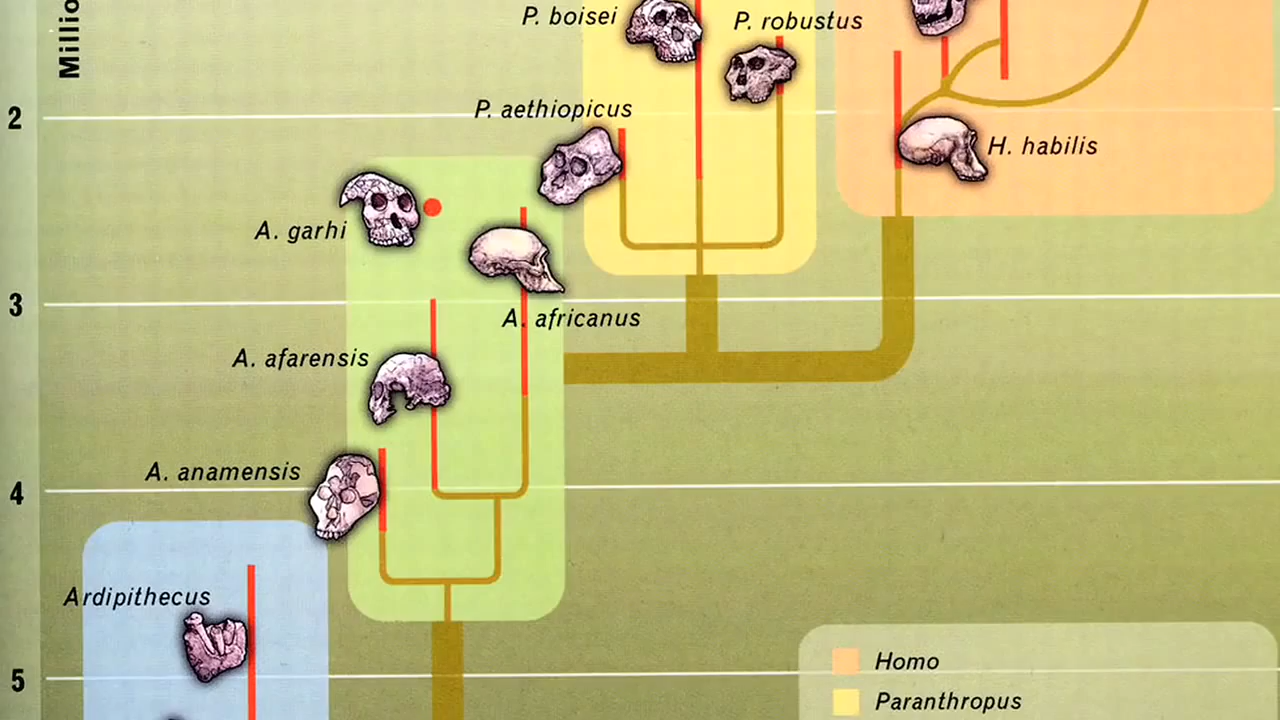 Millio
P. boisei
P. robustus
P. aethiopicus
2
H. habilis
A. garhi
3
A. africanus
A. afarensis
A. anamensis
4
Ardipithecus
Homo
5
Paranthropus